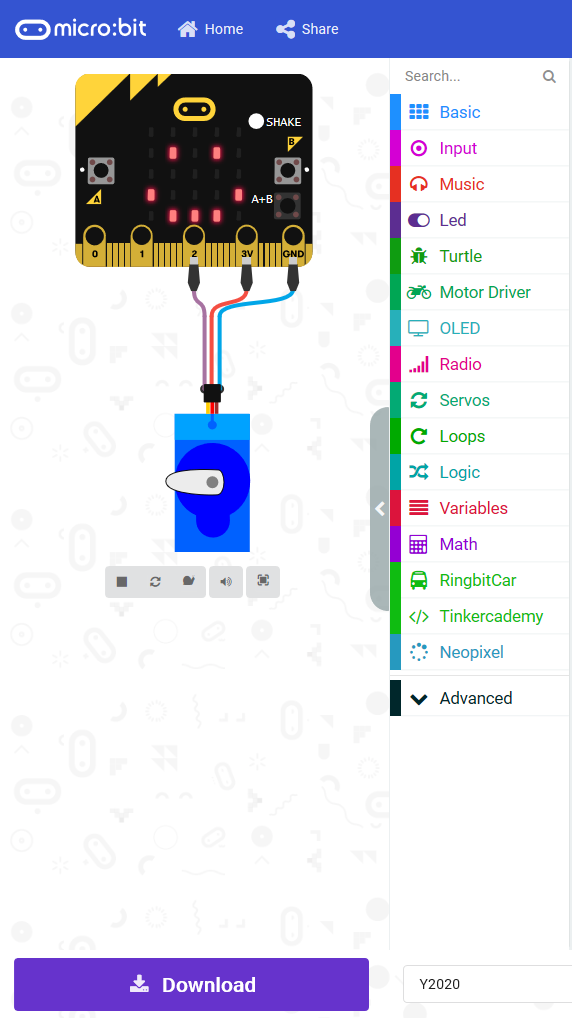 micro:bit Home Share
Search...
SHAKE
B
A
A+B
0 1 2 3V GND
Basic
Input
Music
Led
Turtle
Motor Driver
OLED
Radio
Servos
Loops
Logic
Variables
Math
RingbitCar
Tinkercademy
Neopixel
Advanced
Download
Y2020